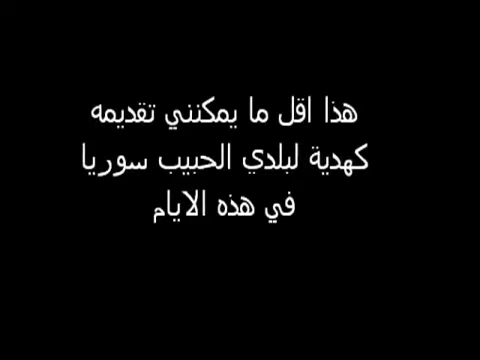 هذا اقل ما يمكنني تقديمه
كهدية لبلدي الحبيب سوريا
في هذه الايام